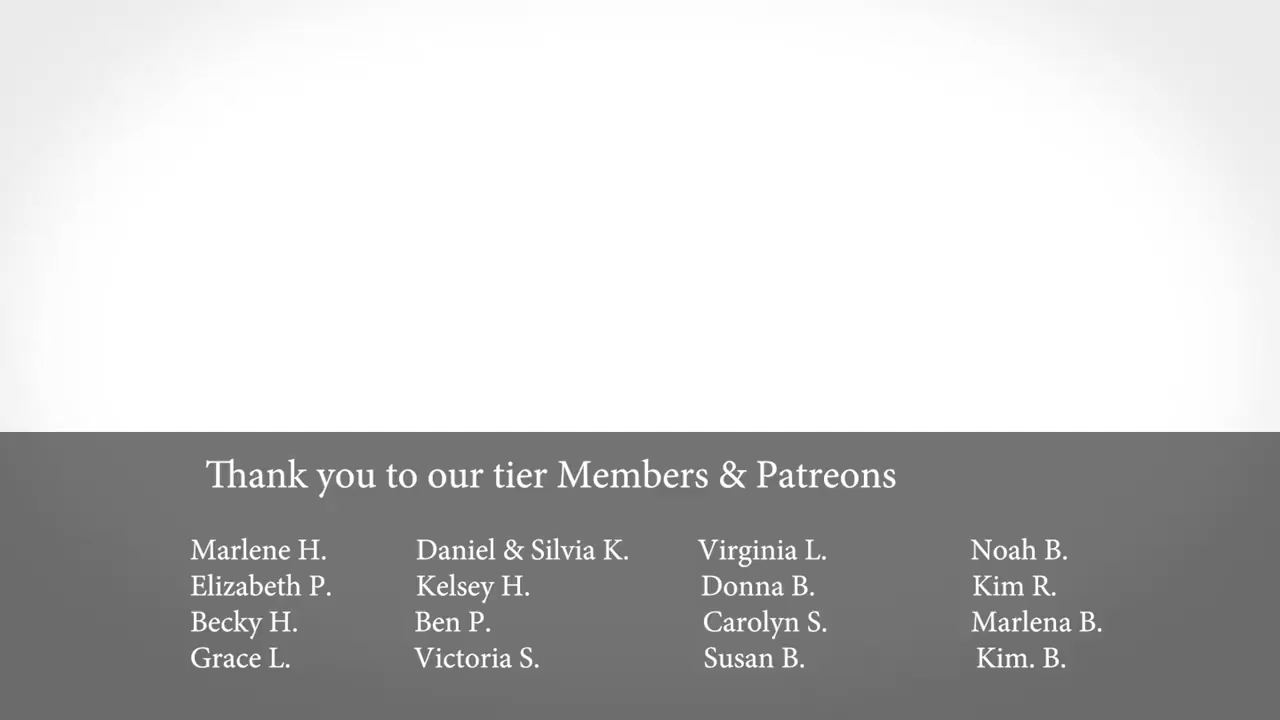 Thank you to our tier Members & Patreons
Marlene H. Daniel & Silvia K. Virginia L. Noah B.
Elizabeth P. Kelsey H. Donna B. Kim R.
Becky H. Ben P. Carolyn S. Marlena B.
Grace L. Victoria S. Susan B. Kim. B.